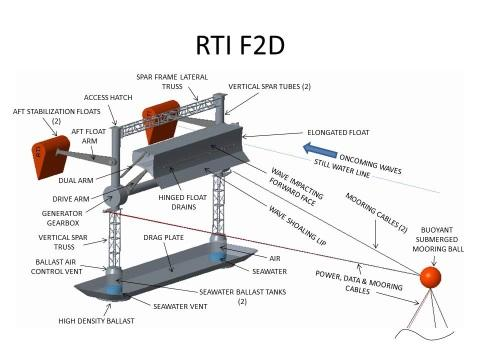 RTI F2D
SPAR FRAME LATERAL
TRUSS
VERTICAL SPAR TUBES (2)
ACCESS HATCH
AFT STABILIZATION FLOATS
(2)
AFT FLOAT
ARM
RTI
ELONGATED FLOAT
ONCOMING WAVES
STILL WATER LINE
DUAL ARM
DRIVE ARM
GENERATOR
GEARBOX
HINGED FLOAT
DRAINS
WAVE IMPACTING
FORWARD FACE
WAVE SHOALING LIP
MOORING CABLES (2)
BUOYANT
SUBMERGED
MOORING BALL
VERTICAL SPAR
TRUSS
DRAG PLATE
BALLAST AIR
CONTROL VENT
AIR
SEAWATER
POWER, DATA & MOORING
CABLES
SEAWATER BALLAST TANKS
(2)
SEAWATER VENT
HIGH DENSITY BALLAST